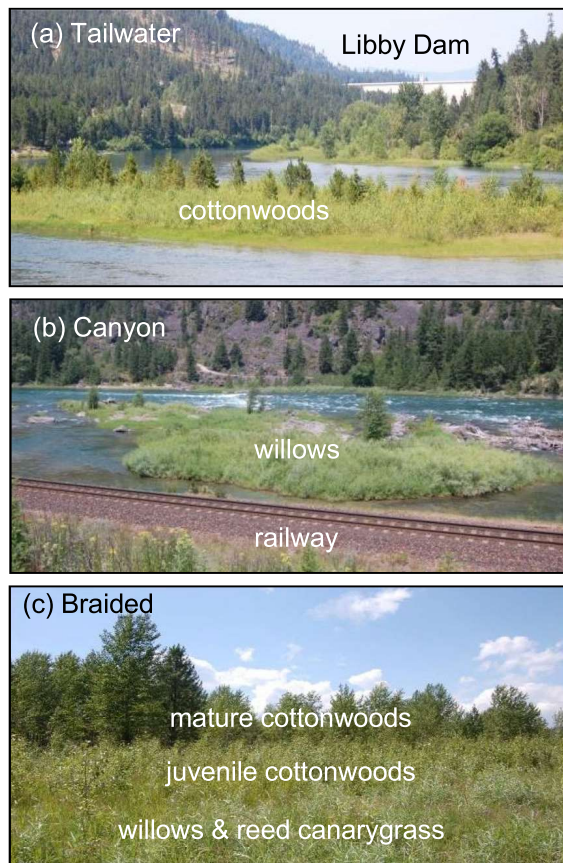 (a) Tailwater
Libby Dam
cottonwoods
(b) Canyon
willows
railway
(c) Braided
mature cottonwoods
juvenile cottonwoods
willows & reed canarygrass